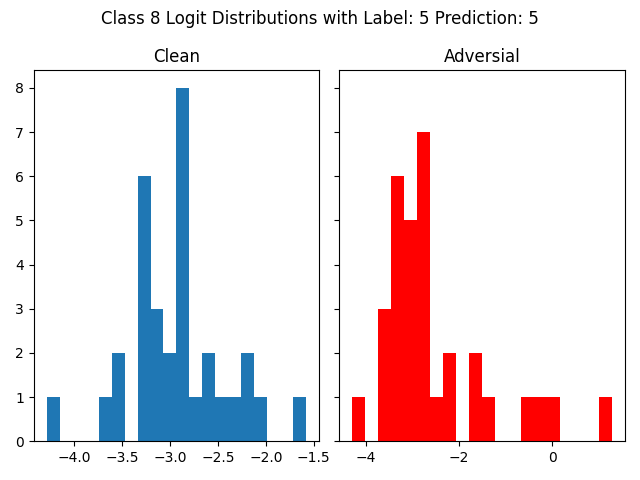 Class 8 Logit Distributions with Label: 5 Prediction: 5
Clean
Adversial
8
7
6
5
4
3
2
1
0
−4.0 −3.5 −3.0 −2.5 −2.0 −1.5
−4 −2 0